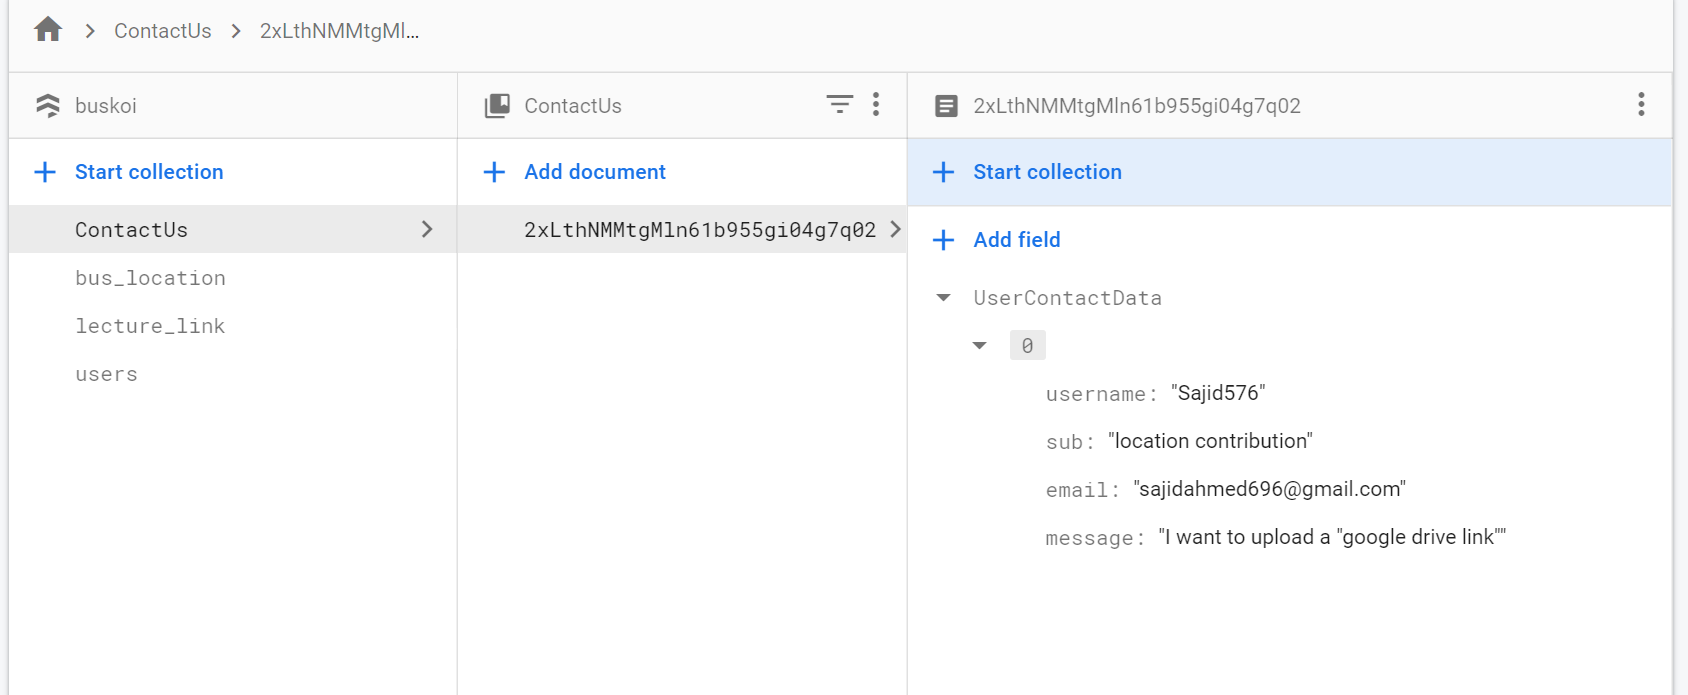 ContactUs
2xLthNMMtgMl...
buskoi
Start collection
ContactUs
bus_location
lecture_link
users
ContactUs
Add document
2xLthNMMtgMln61b955gi04g7q02
2xLthNMMtgMln61b955gi04g7q02
Start collection
Add field
UserContactData
0
username: "Sajid576"
sub: "location contribution"
email: "sajidahmed696@gmail.com"
message: "I want to upload a "google drive link""